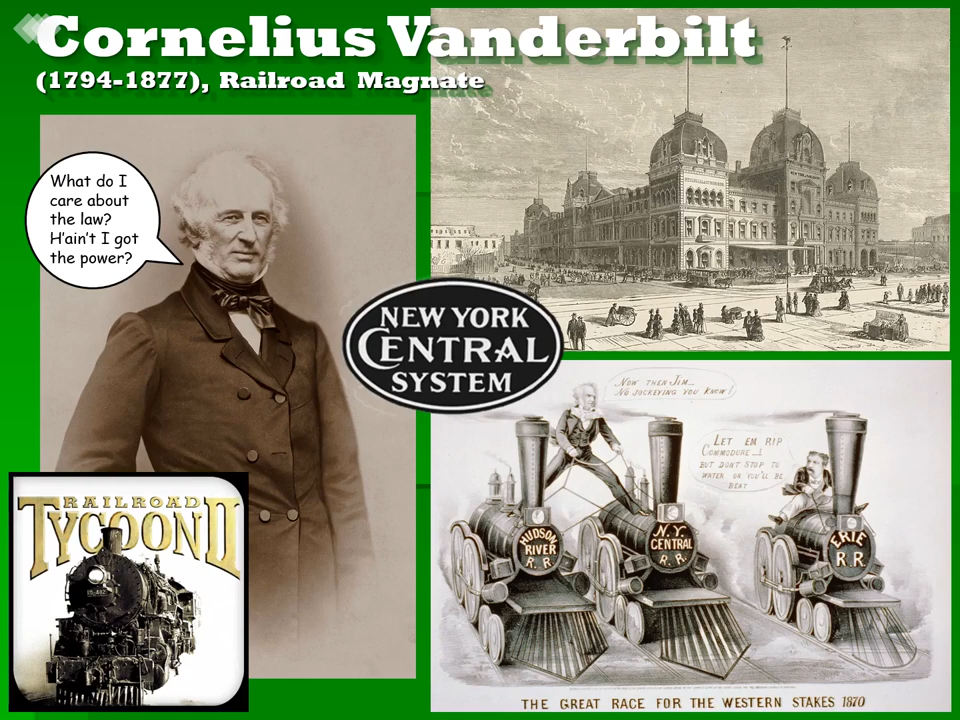 Cornelius Vanderbilt
(1794-1877), Railroad Magnate
What do I
care about
the law?
H'ain't I got
the power?
NEW YORK
CENTRAL
SYSTEM
RAILROAD
TYCOON II
NOW THEN JIM__
NO JOCKEYING YOU KNOW!
LET EM RIP
COMMODORE__!
BUT DON'T STOP TO
WATER OR YOU'LL BE
BEAT
HUDSON
RIVER
R. R
N.Y.
CENTRAL
R. R.
ERIE
R. R.
THE GREAT RACE FOR THE WESTERN STAKES 1870